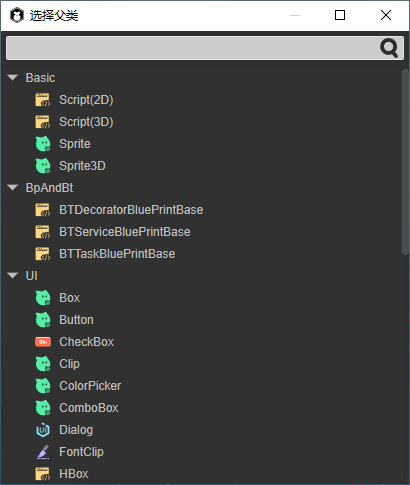 选择父类
Basic
Script(2D)
Script(3D)
Sprite
Sprite3D
BpAndBt
BTDecoratorBluePrintBase
BTServiceBluePrintBase
BTTaskBluePrintBase
UI
Box
Button
CheckBox
Clip
ColorPicker
ComboBox
Dialog
FontClip
HBox